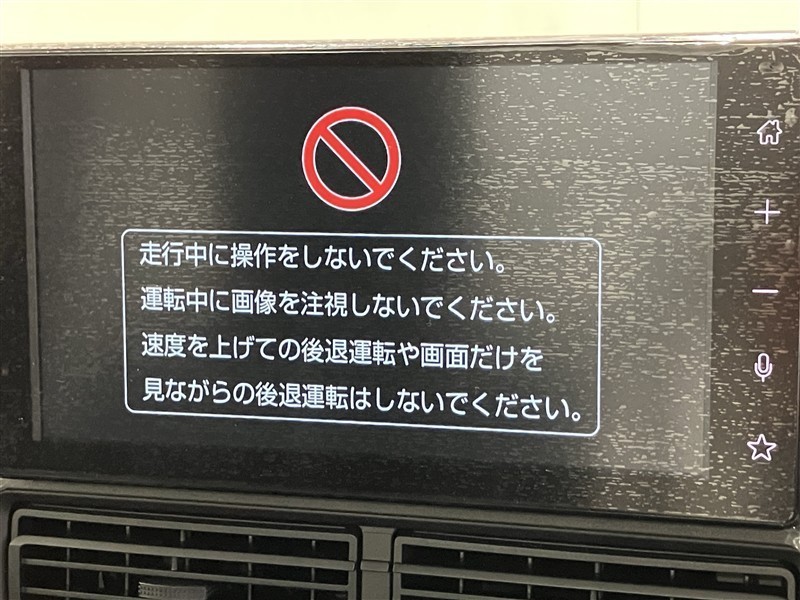 走行中に操作をしないでください。
運転中に画像を注視しないでください。
速度を上げての後退運転や画面だけを
見ながらの後退運転はしないでください。